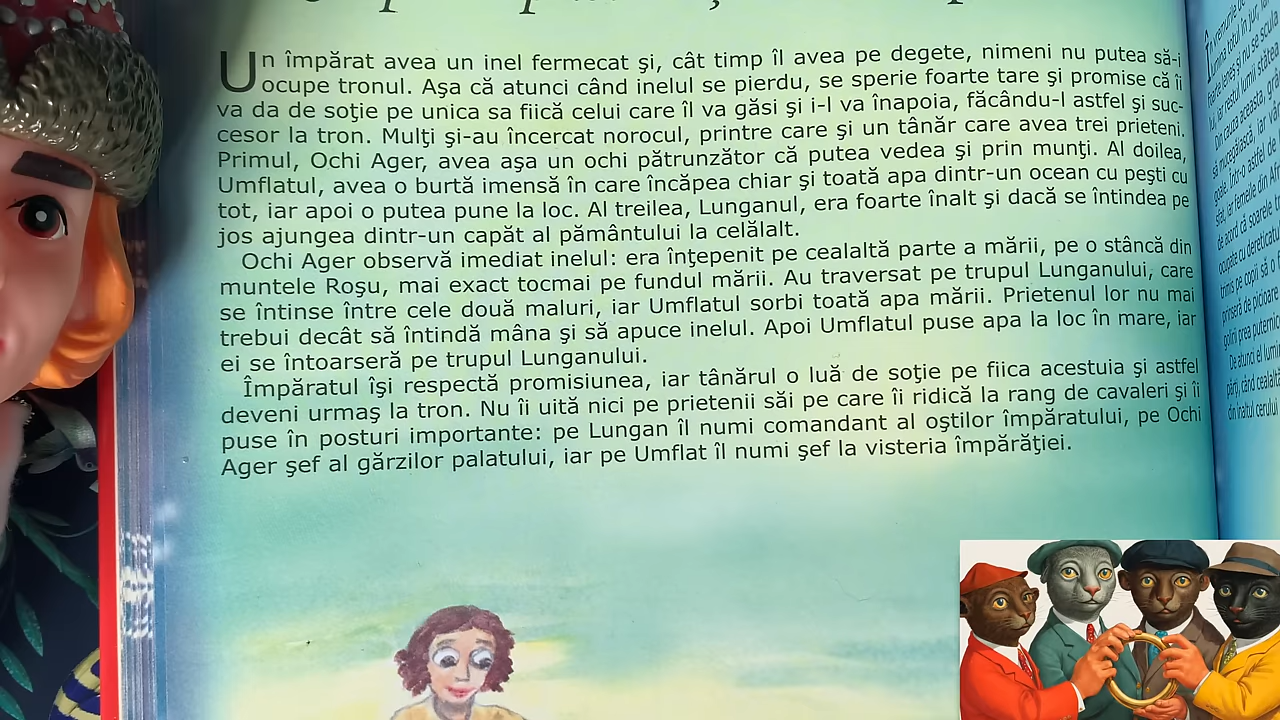 Un împărat avea un inel fermecat şi, cât timp îl avea pe degete, nimeni nu putea să-i
ocupe tronul. Aşa că atunci când inelul se pierdu, se sperie foarte tare şi promise că îi
va da de soţie pe unica sa fiică celui care îl va găsi şi i-l va înapoia, făcându-l astfel şi suc-
cesor la tron. Mulţi şi-au încercat norocul, printre care şi un tânăr care avea trei prieteni.
Primul, Ochi Ager, avea aşa un ochi pătrunzător că putea vedea şi prin munţi. Al doilea,
Umflatul, avea o burtă imensă în care încăpea chiar şi toată apa dintr-un ocean cu peşti cu
tot, iar apoi o putea pune la loc. Al treilea, Lunganul, era foarte înalt şi dacă se întindea pe
jos ajungea dintr-un capăt al pământului la celălalt.
Ochi Ager observă imediat inelul: era înţepenit pe cealaltă parte a mării, pe o stâncă din
muntele Roşu, mai exact tocmai pe fundul mării. Au traversat pe trupul Lunganului, care
se întinse între cele două maluri, iar Umflatul sorbi toată apa mării. Prietenul lor nu mai
trebui decât să întindă mâna şi să apuce inelul. Apoi Umflatul puse apa la loc în mare, iar
ei se întoarseră pe trupul Lunganului.
Împăratul îşi respectă promisiunea, iar tânărul o luă de soţie pe fiica acestuia şi astfel
deveni urmaş la tron. Nu îi uită nici pe prietenii săi pe care îi ridică la rang de cavaleri şi îi
puse în posturi importante: pe Lungan îl numi comandant al oştilor împăratului, pe Ochi
Ager şef al gărzilor palatului, iar pe Umflat îl numi şef la visteria împărăţiei.